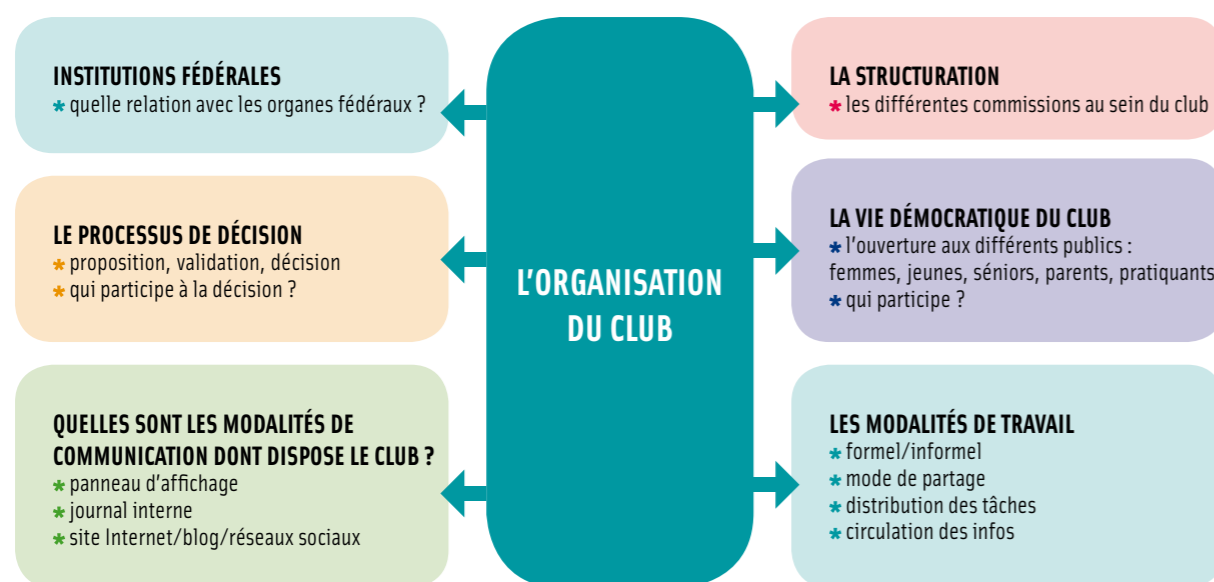 INSTITUTIONS FÉDÉRALES
* quelle relation avec les organes fédéraux ?
LE PROCESSUS DE DÉCISION
* proposition, validation, décision
* qui participe à la décision ?
QUELLES SONT LES MODALITÉS DE
COMMUNICATION DONT DISPOSE LE CLUB ?
* panneau d'affichage
* journal interne
* site Internet/blog/réseaux sociaux
L'ORGANISATION
DU CLUB
LA STRUCTURATION
* les différentes commissions au sein du club
LA VIE DÉMOCRATIQUE DU CLUB
* l'ouverture aux différents publics :
femmes, jeunes, séniors, parents, pratiquants
* qui participe ?
LES MODALITÉS DE TRAVAIL
* formel/informel
* mode de partage
* distribution des tâches
* circulation des infos